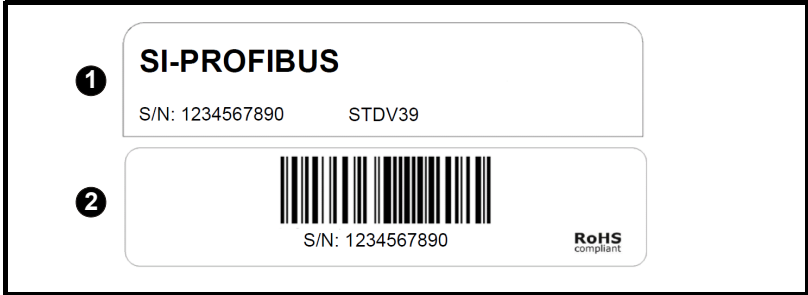 1
SI-PROFIBUS
S/N: 1234567890 STDV39
2
S/N: 1234567890
RoHS
compliant